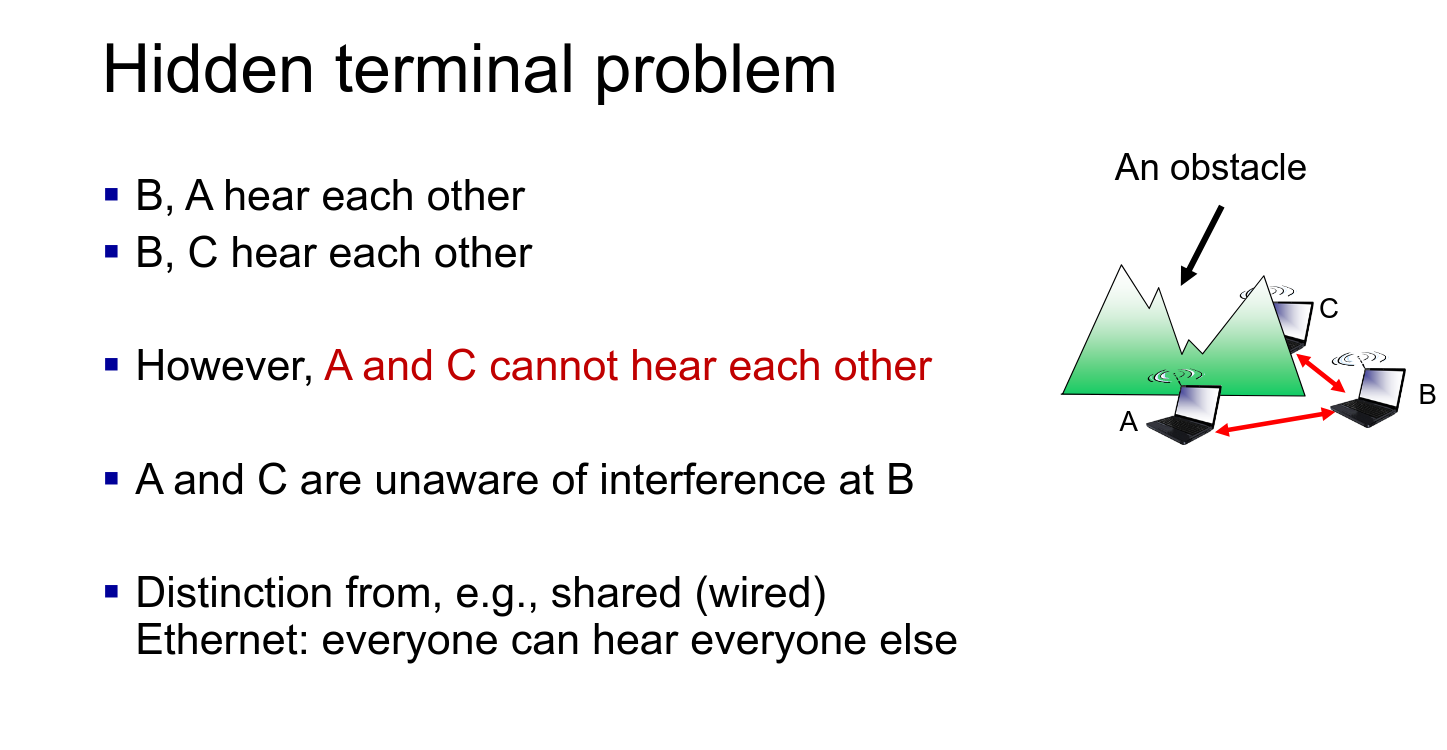 Hidden terminal problem
B, A hear each other
B, C hear each other
However, A and C cannot hear each other
A and C are unaware of interference at B
Distinction from, e.g., shared (wired)
Ethernet: everyone can hear everyone else
An obstacle
C
B
A